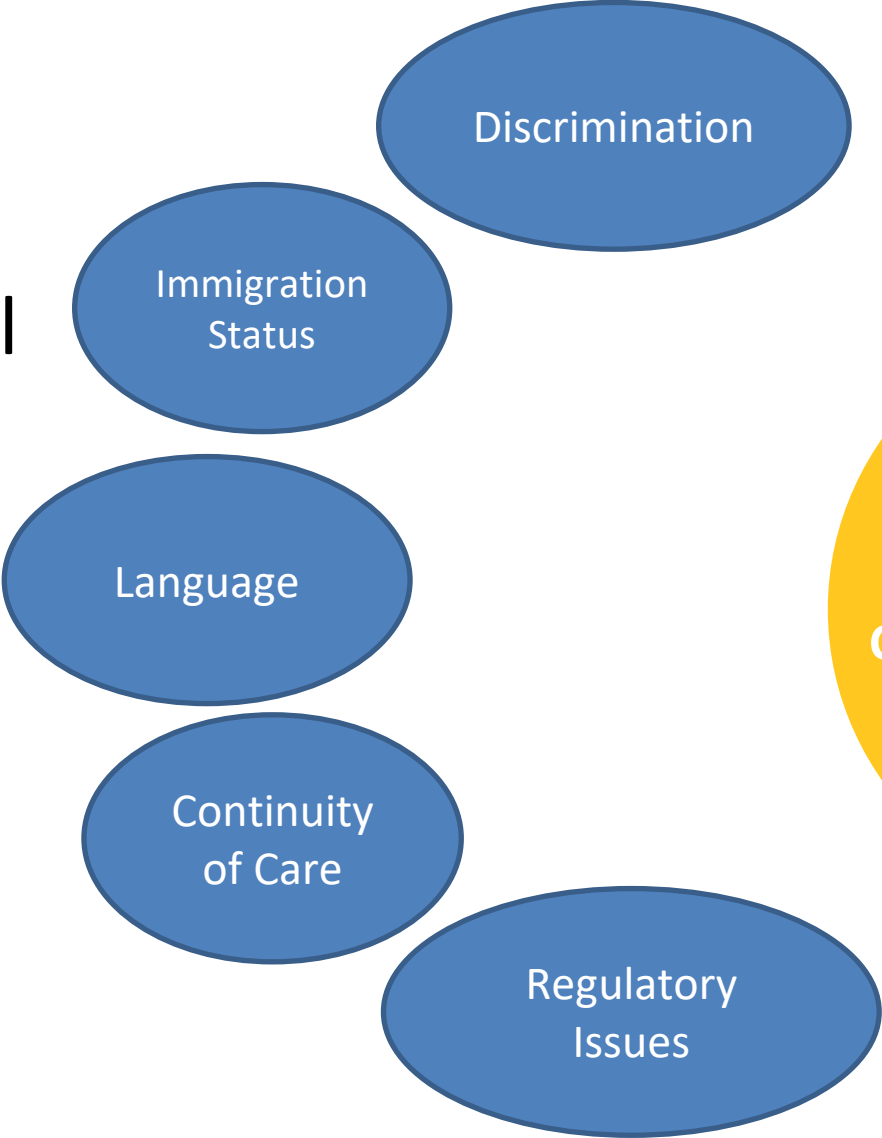 Discrimination
Immigration
Status
Language
Continuity
of Care
Regulatory
Issues